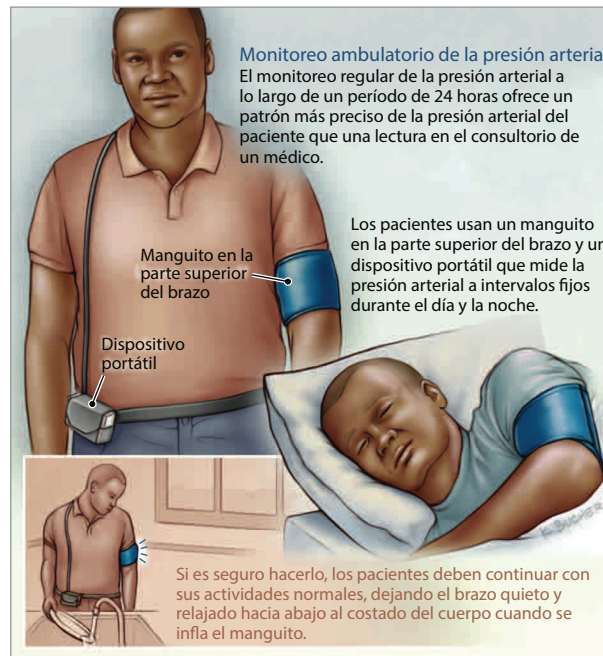 Monitoreo ambulatorio de la presión arteria
El monitoreo regular de la presión arterial a
lo largo de un período de 24 horas ofrece un
patrón más preciso de la presión arterial del
paciente que una lectura en el consultorio de
un médico.
Los pacientes usan un manguito
en la parte superior del brazo y un
dispositivo portátil que mide la
presión arterial a intervalos fijos
durante el día y la noche.
Manguito en la
parte superior
del brazo
Dispositivo
portátil
K. BUCHER
Si es seguro hacerlo, los pacientes deben continuar con
sus actividades normales, dejando el brazo quieto y
relajado hacia abajo al costado del cuerpo cuando se
infla el manguito.